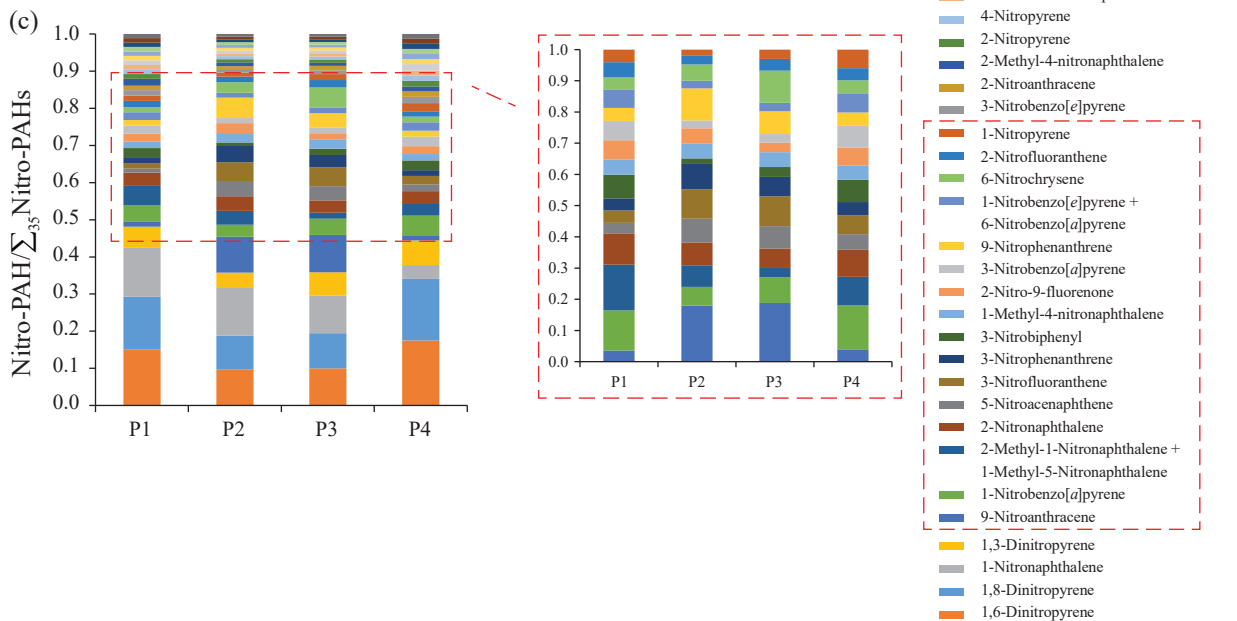 (c)
Nitro-PAH/∑35Nitro-PAHs
1.0
0.9
0.8
0.7
0.6
0.5
0.4
0.3
0.2
0.1
0.0
P1 P2 P3 P4
1.0
0.9
0.8
0.7
0.6
0.5
0.4
0.3
0.2
0.1
0.0
P1 P2 P3 P4
4-Nitropyrene
2-Nitropyrene
2-Methyl-4-nitronaphthalene
2-Nitroanthracene
3-Nitrobenzo[e]pyrene
1-Nitropyrene
2-Nitrofluoranthene
6-Nitrochrysene
1-Nitrobenzo[e]pyrene +
6-Nitrobenzo[a]pyrene
9-Nitrophenanthrene
3-Nitrobenzo[a]pyrene
2-Nitro-9-fluorenone
1-Methyl-4-nitronaphthalene
3-Nitrobiphenyl
3-Nitrophenanthrene
3-Nitrofluoranthene
5-Nitroacenaphthene
2-Nitronaphthalene
2-Methyl-1-Nitronaphthalene +
1-Methyl-5-Nitronaphthalene
1-Nitrobenzo[a]pyrene
9-Nitroanthracene
1,3-Dinitropyrene
1-Nitronaphthalene
1,8-Dinitropyrene
1,6-Dinitropyrene